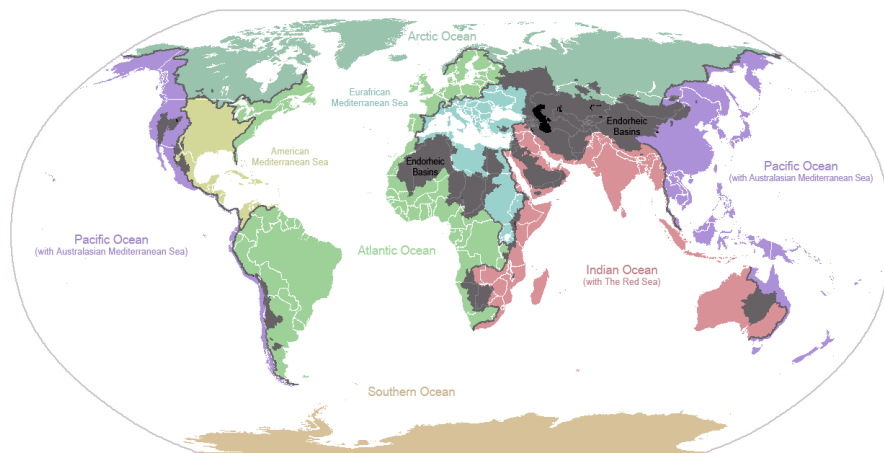 Arctic Ocean
Eurafrican
Mediterranean Sea
Endorheic
Basins
American
Mediterranean Sea
Endorheic
Basins
Pacific Ocean
(with Australasian Mediterranean Sea)
Pacific Ocean
(with Australasian Mediterranean Sea)
Atlantic Ocean
Indian Ocean
(with The Red Sea)
Southern Ocean